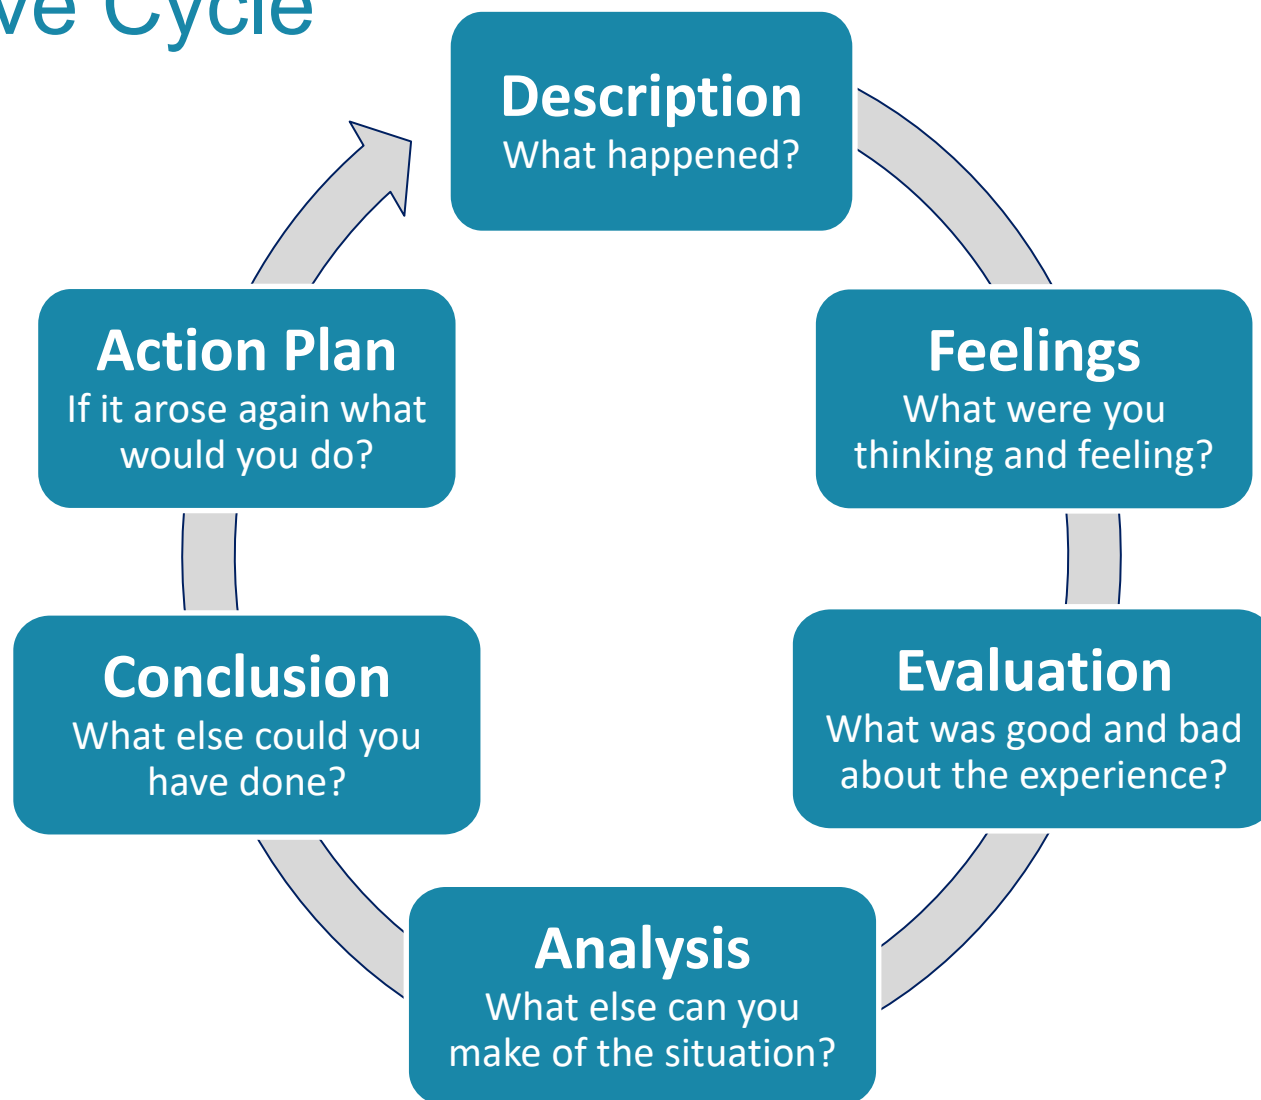 ve Cycle
Description
What happened?
Feelings
What were you
thinking and feeling?
Evaluation
What was good and bad
about the experience?
Analysis
What else can you
make of the situation?
Conclusion
What else could you
have done?
Action Plan
If it arose again what
would you do?